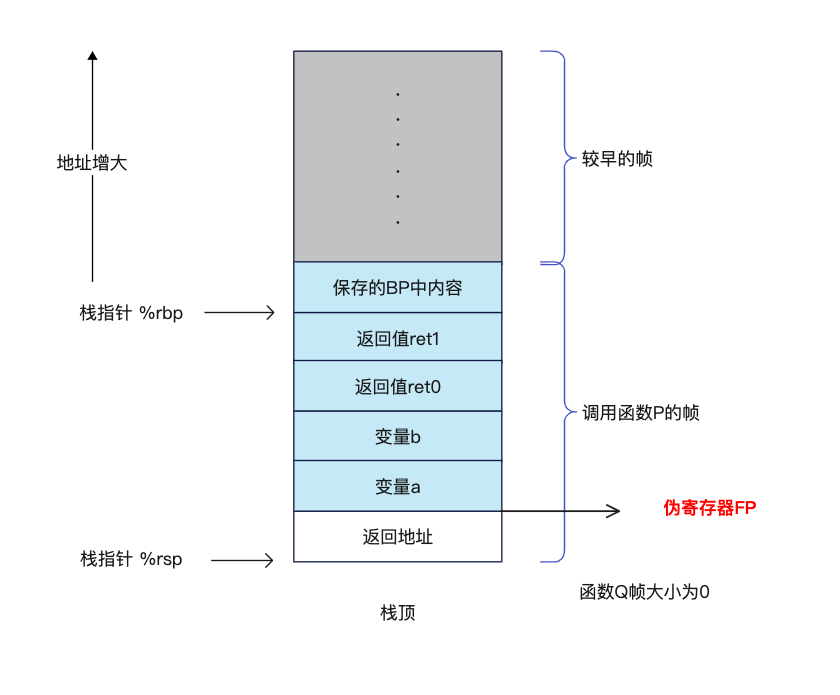 地址增大
较早的帧
保存的BP中内容
栈指针 %rbp
返回值ret1
返回值ret0
调用函数P的帧
变量b
变量a
伪寄存器FP
返回地址
栈指针 %rsp
函数Q帧大小为0
栈顶